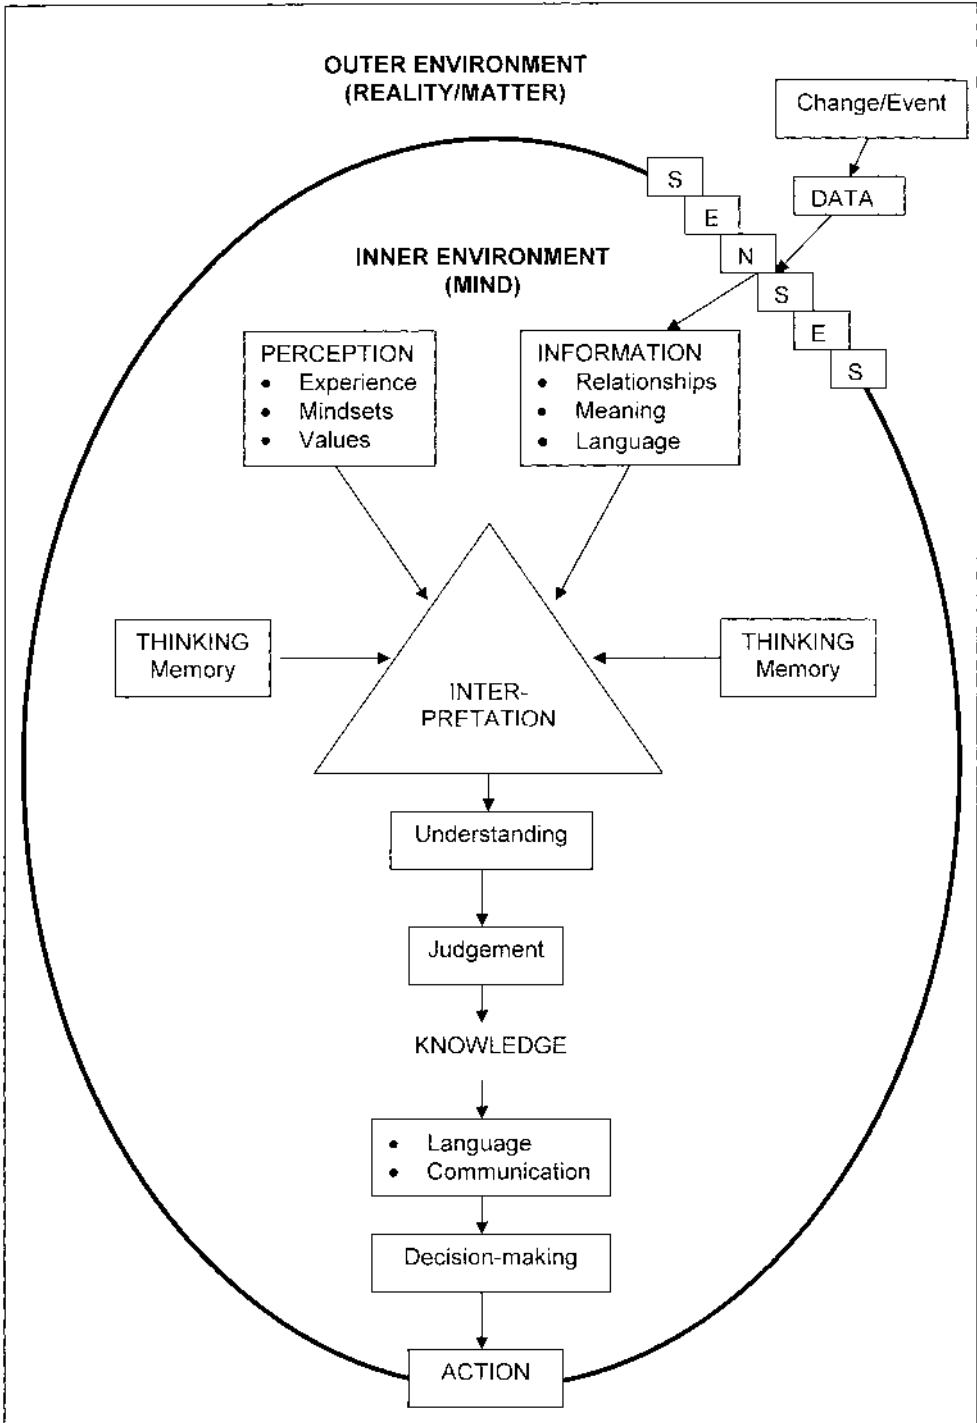 OUTER ENVIRONMENT
(REALITY/MATTER)
Change/Event
DATA
S
E
N
S
E
S
INNER ENVIRONMENT
(MIND)
PERCEPTION
• Experience
• Mindsets
• Values
INFORMATION
• Relationships
• Meaning
• Language
THINKING
Memory
THINKING
Memory
INTER-
PRETATION
Understanding
Judgement
KNOWLEDGE
• Language
• Communication
Decision-making
ACTION